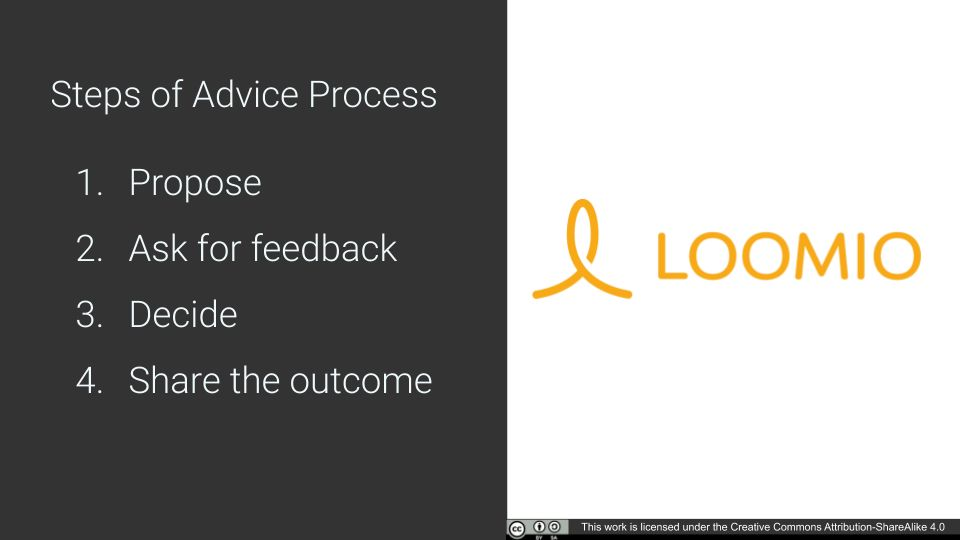 Steps of Advice Process
1. Propose
2. Ask for feedback
3. Decide
4. Share the outcome
LOOMIO
cc BY SA
This work is licensed under the Creative Commons Attribution-ShareAlike 4.0